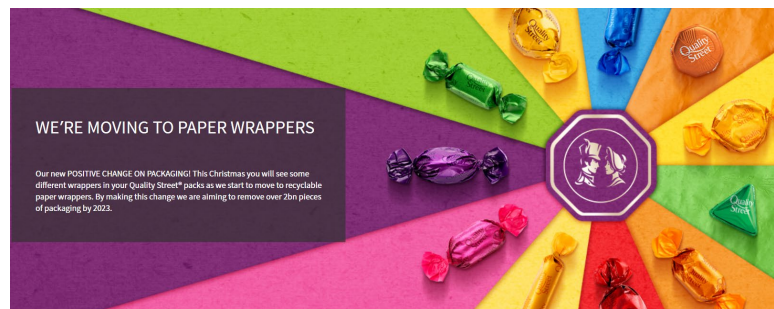 WE'RE MOVING TO PAPER WRAPPERS
Our new POSITIVE CHANGE ON PACKAGING! This Christmas you will see some
different wrappers in your Quality Street® packs as we start to move to recyclable
paper wrappers. By making this change we are aiming to remove over 2bn pieces
of packaging by 2023.
Quality
Street
Quality
Street
Quality
Street